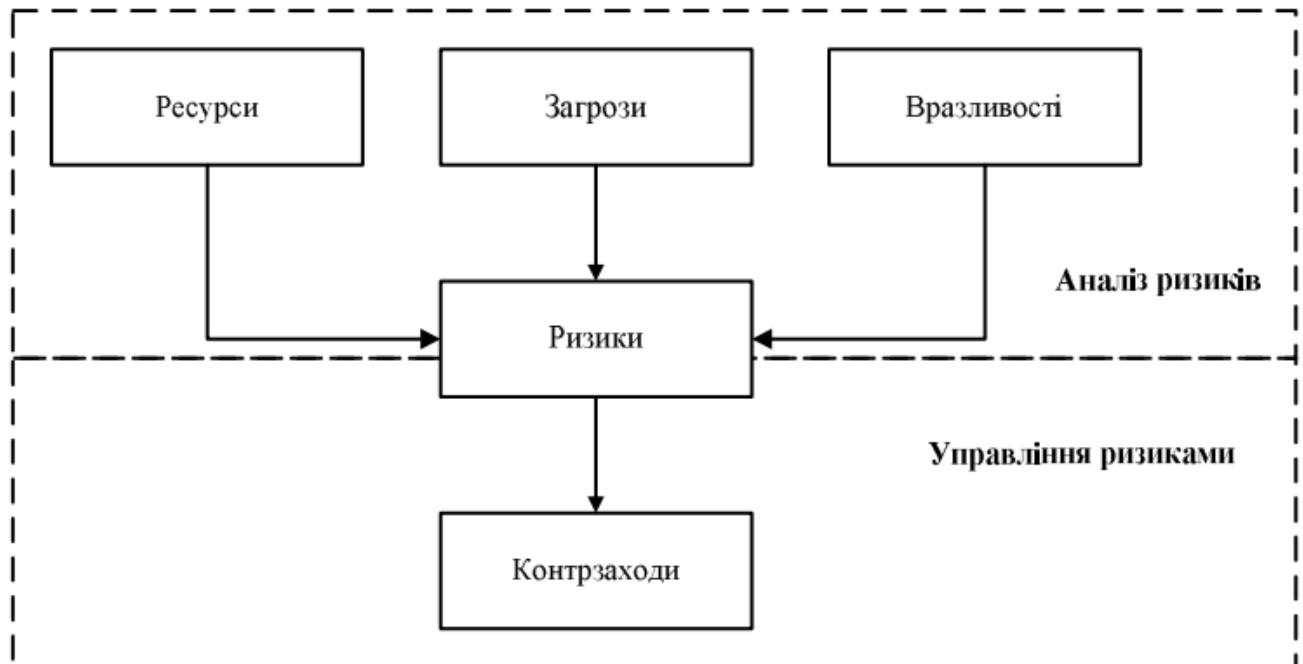 Ресурси
Загрози
Вразливості
Аналіз ризиків
Ризики
Управління ризиками
Контрзаходи